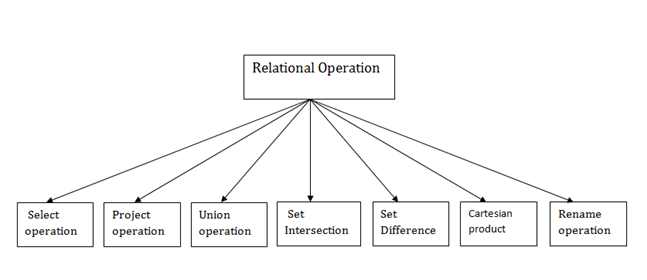 Relational Operation
Select
operation
Project
operation
Union
operation
Set
Intersection
Set
Difference
Cartesian
product
Rename
operation